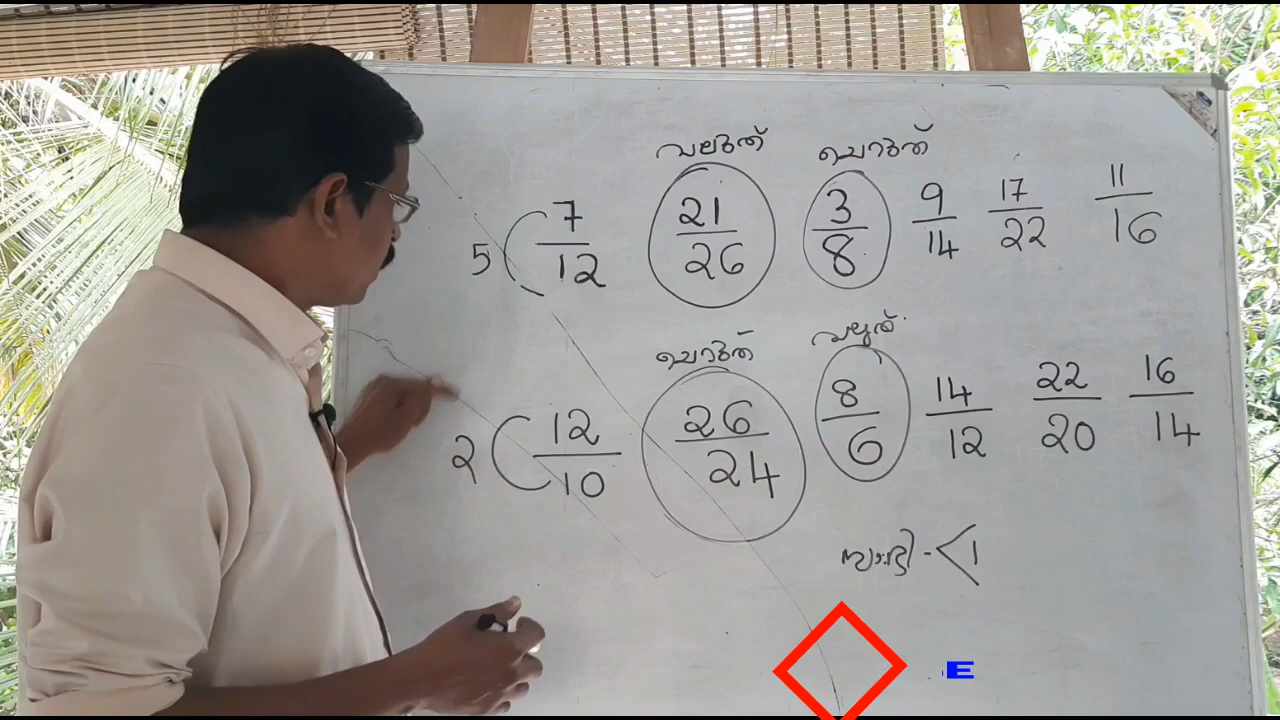 വലുത് ചെറുത്
5 ( 7/12 21/26 3/8 9/14 17/22 11/16
ചെറുത് വലുത്
2 ( 12/10 26/24 8/6 14/12 22/20 16/14
- < 1
E